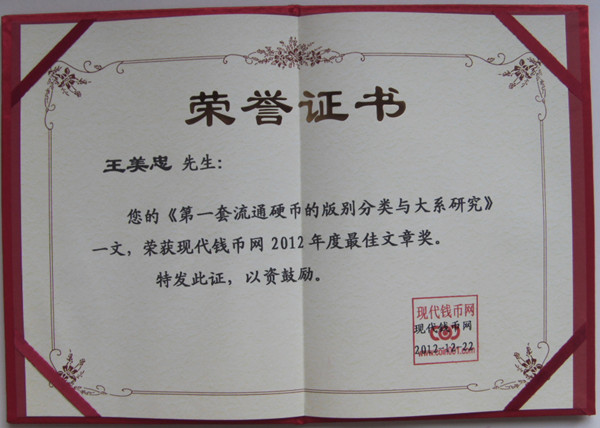 荣誉证书
王美忠 先生：
您的《第一套流通硬币的版别分类与大系研究》
一文，荣获现代钱币网2012年度最佳文章奖。
特发此证，以资鼓励。
现代钱币网
现代钱币网
2012-12-22